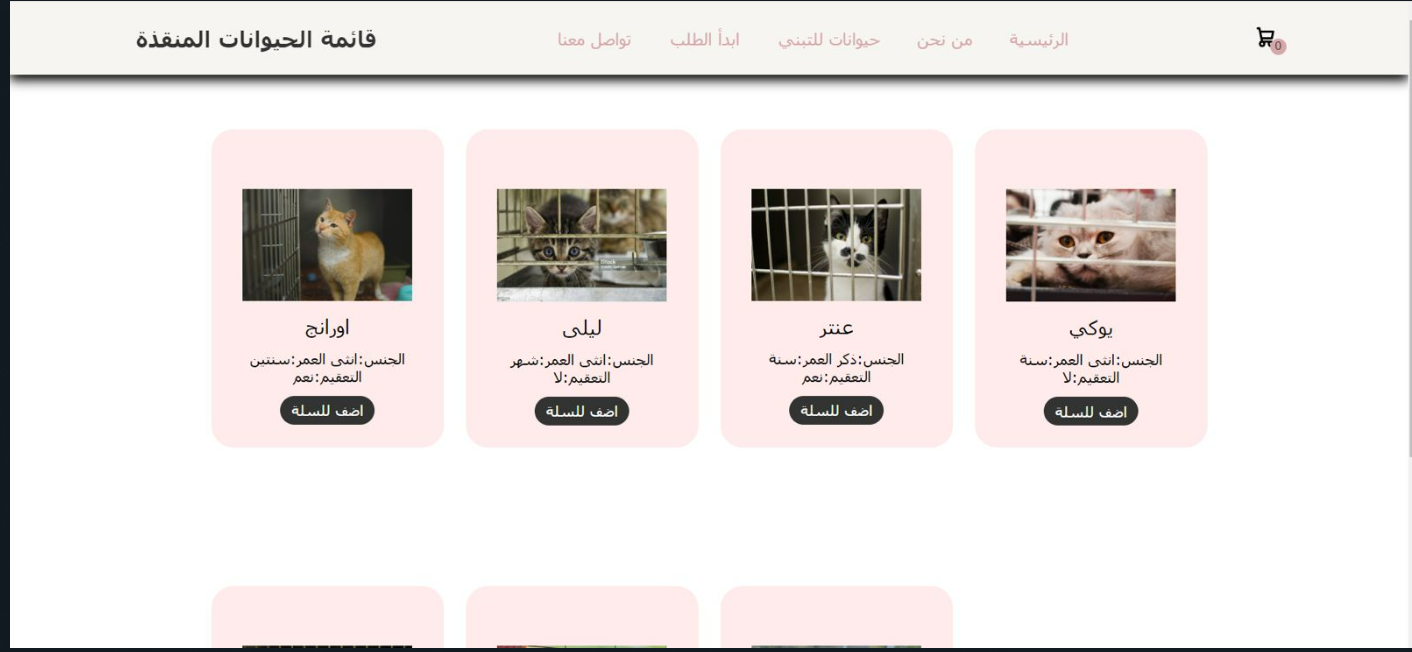 قائمة الحيوانات المنقذة
الرئيسية
من نحن
حيوانات للتبني
ابدأ الطلب
تواصل معنا
0
يوكي
الجنس:انثى العمر:سنة
التعقيم:لا
اضف للسلة
عنتر
الجنس:ذكر العمر:سنة
التعقيم:نعم
اضف للسلة
ليلى
الجنس:انثى العمر:شهر
التعقيم:لا
اضف للسلة
اورانج
الجنس:انثى العمر:سنتين
التعقيم:نعم
اضف للسلة
iStock